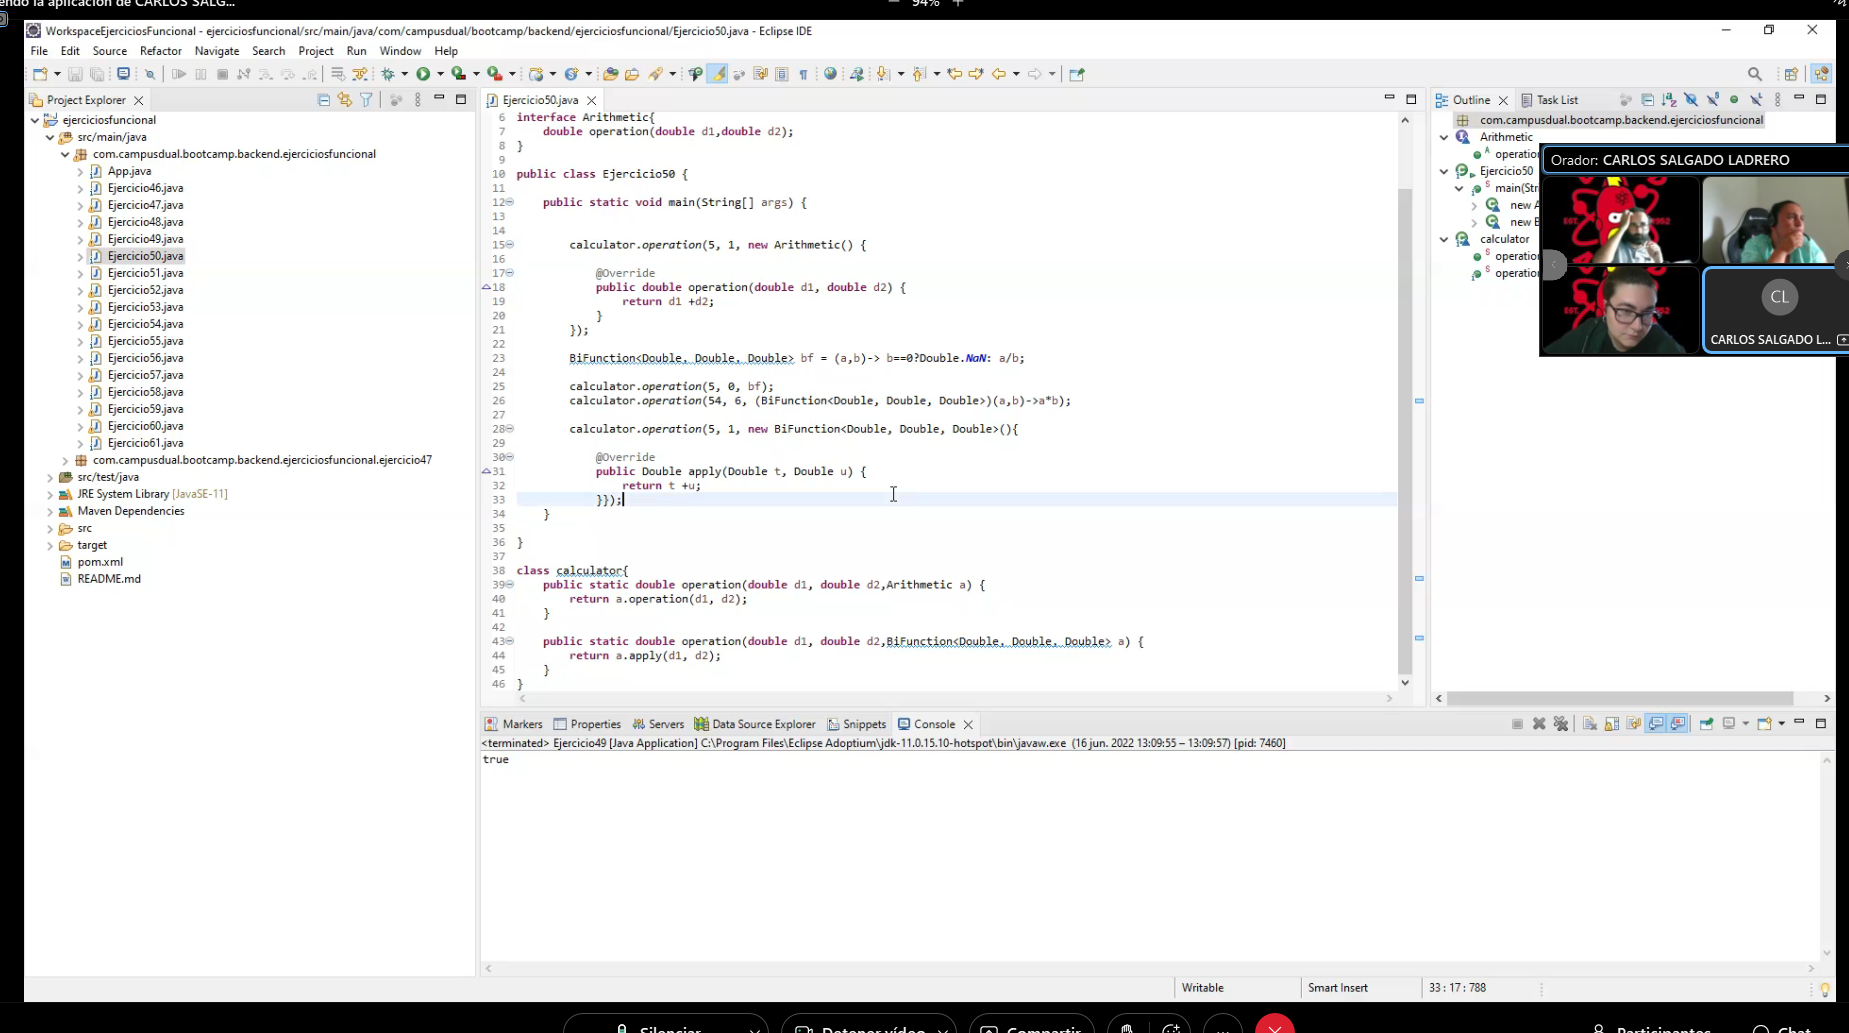 endo la aplicación de CARLOS SALG...
94%
WorkspaceEjerciciosFuncional - ejerciciosfuncional/src/main/java/com/campusdual/bootcamp/backend/ejerciciosfuncional/Ejercicio50.java - Eclipse IDE
File Edit Source Refactor Navigate Search Project Run Window Help
Project Explorer
ejerciciosfuncional
src/main/java
com.campusdual.bootcamp.backend.ejerciciosfuncional
App.java
Ejercicio46.java
Ejercicio47.java
Ejercicio48.java
Ejercicio49.java
Ejercicio50.java
Ejercicio51.java
Ejercicio52.java
Ejercicio53.java
Ejercicio54.java
Ejercicio55.java
Ejercicio56.java
Ejercicio57.java
Ejercicio58.java
Ejercicio59.java
Ejercicio60.java
Ejercicio61.java
com.campusdual.bootcamp.backend.ejerciciosfuncional.ejercicio47
src/test/java
JRE System Library [JavaSE-11]
Maven Dependencies
src
target
pom.xml
README.md
Ejercicio50.java
6 interface Arithmetic{
7 double operation(double d1,double d2);
8 }
9
10 public class Ejercicio50 {
11
12 public static void main(String[] args) {
13
14
15 calculator.operation(5, 1, new Arithmetic() {
16
17 @Override
18 public double operation(double d1, double d2) {
19 return d1 +d2;
20 }
21 });
22
23 BiFunction<Double, Double, Double> bf = (a,b)-> b==0?Double.NaN: a/b;
24
25 calculator.operation(5, 0, bf);
26 calculator.operation(54, 6, (BiFunction<Double, Double, Double>)(a,b)->a*b);
27
28 calculator.operation(5, 1, new BiFunction<Double, Double, Double>(){
29
30 @Override
31 public Double apply(Double t, Double u) {
32 return t +u;
33 }});
34 }
35
36 }
37
38 class calculator{
39 public static double operation(double d1, double d2,Arithmetic a) {
40 return a.operation(d1, d2);
41 }
42
43 public static double operation(double d1, double d2,BiFunction<Double, Double, Double> a) {
44 return a.apply(d1, d2);
45 }
46 }
Outline Task List
com.campusdual.bootcamp.backend.ejerciciosfuncional
Arithmetic
operation
Ejercicio50
main(Str
new A
new B
calculator
operation
operation
Orador: CARLOS SALGADO LADRERO
CL
CARLOS SALGADO L...
Markers Properties Servers Data Source Explorer Snippets Console
<terminated> Ejercicio49 [Java Application] C:\Program Files\Eclipse Adoptium\jdk-11.0.15.10-hotspot\bin\javaw.exe (16 jun. 2022 13:09:55 – 13:09:57) [pid: 7460]
true
Writable Smart Insert 33 : 17 : 788
Silenciar Detener vídeo Compartir Participantes Chat